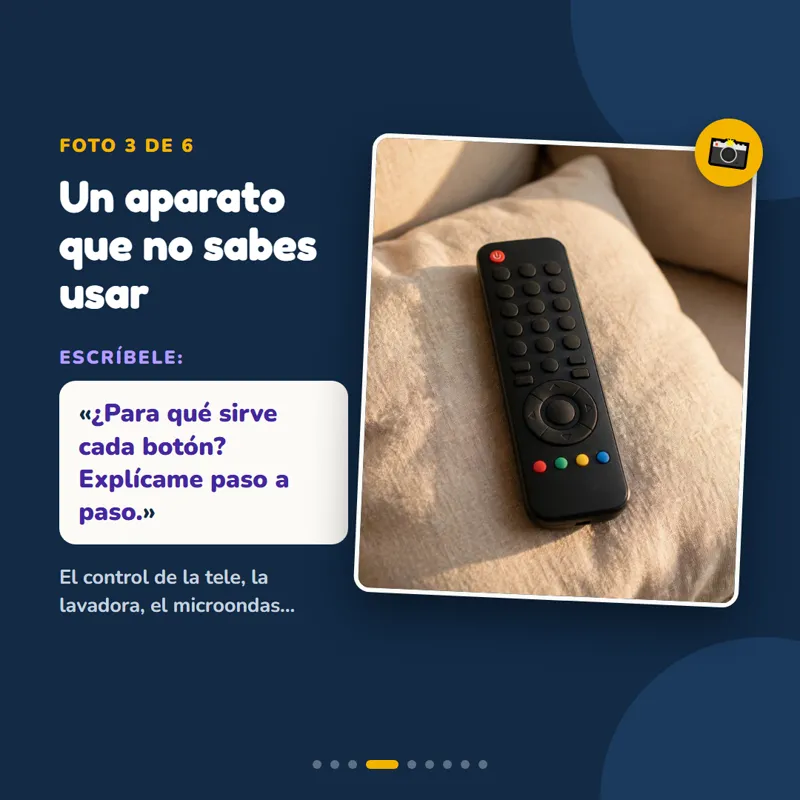 FOTO 3 DE 6
Un aparato
que no sabes
usar
ESCRÍBELE:
«¿Para qué sirve
cada botón?
Explícame paso a
paso.»
El control de la tele, la
lavadora, el microondas...